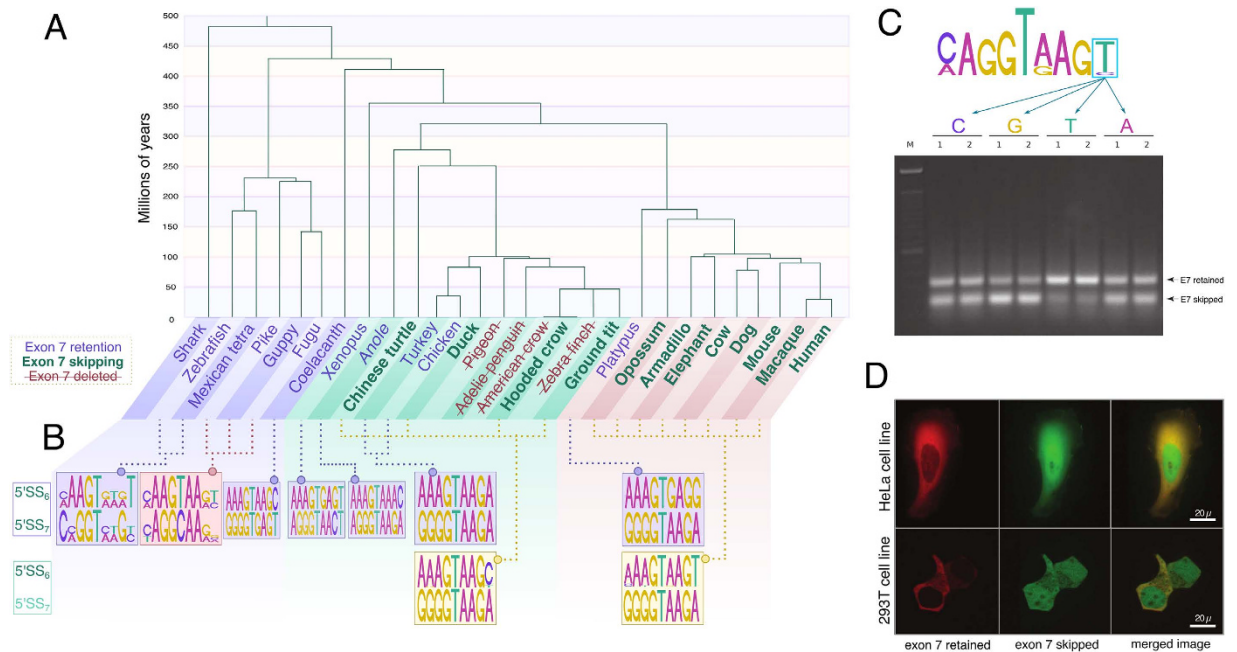 A
Millions of years
500
450
400
350
300
250
200
150
100
50
0
Exon 7 retention
Exon 7 skipping
Exon 7 deleted
Shark
Zebrafish
Mexican tetra
Pike
Guppy
Fugu
Coelacanth
Xenopus
Anole
Chinese turtle
Turkey
Chicken
Duck
Pigeon
Adelie penguin
American crow
Hooded crow
Zebra finch
Ground tit
Platypus
Opossum
Armadillo
Elephant
Cow
Dog
Mouse
Macaque
Human
B
5'SS6
5'SS7
AAAGTAAGC
GGGGTGAGT
AAAGTGAGT
AGGGTAACT
AAAGTAAAC
AGGGTAAGA
AAAGTAAGA
GGGGTAAGA
AAAGTGAGG
GGGGTAAGA
5'SS6
5'SS7
AAAGTAAGC
GGGGTAAGA
AAAGTAAGT
GGGGTAAGA
C
CAGGTAAGT
C G T A
M 1 2 1 2 1 2 1 2
E7 retained
E7 skipped
D
HeLa cell line
20 µ
293T cell line
20 µ
exon 7 retained exon 7 skipped merged image